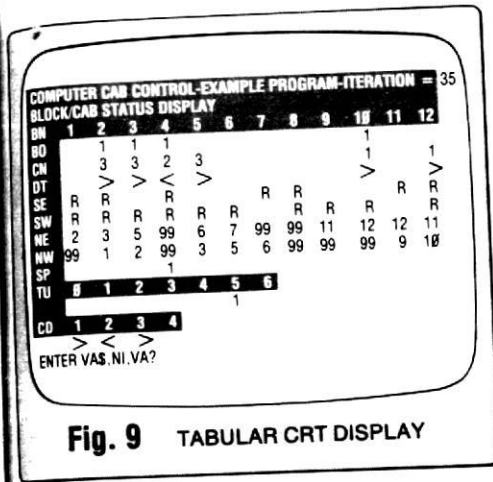 COMPUTER CAB CONTROL-EXAMPLE PROGRAM-ITERATION = 35
BLOCK/CAB STATUS DISPLAY
BN 1 2 3 4 5 6 7 8 9 1Ø 11 12
BO 1 1 1 1
CN 3 3 2 3 1 1
DT > > < > > >
SE R R R R R R R
SW R R R R R R R R R R
NE 2 3 5 99 6 7 99 99 11 12 12 11
NW 99 1 2 99 3 5 6 99 99 99 9 1Ø
SP 1
TU Ø 1 2 3 4 5 6
1
CD 1 2 3 4
> < >
ENTER VA$,NI,VA?
Fig. 9 TABULAR CRT DISPLAY